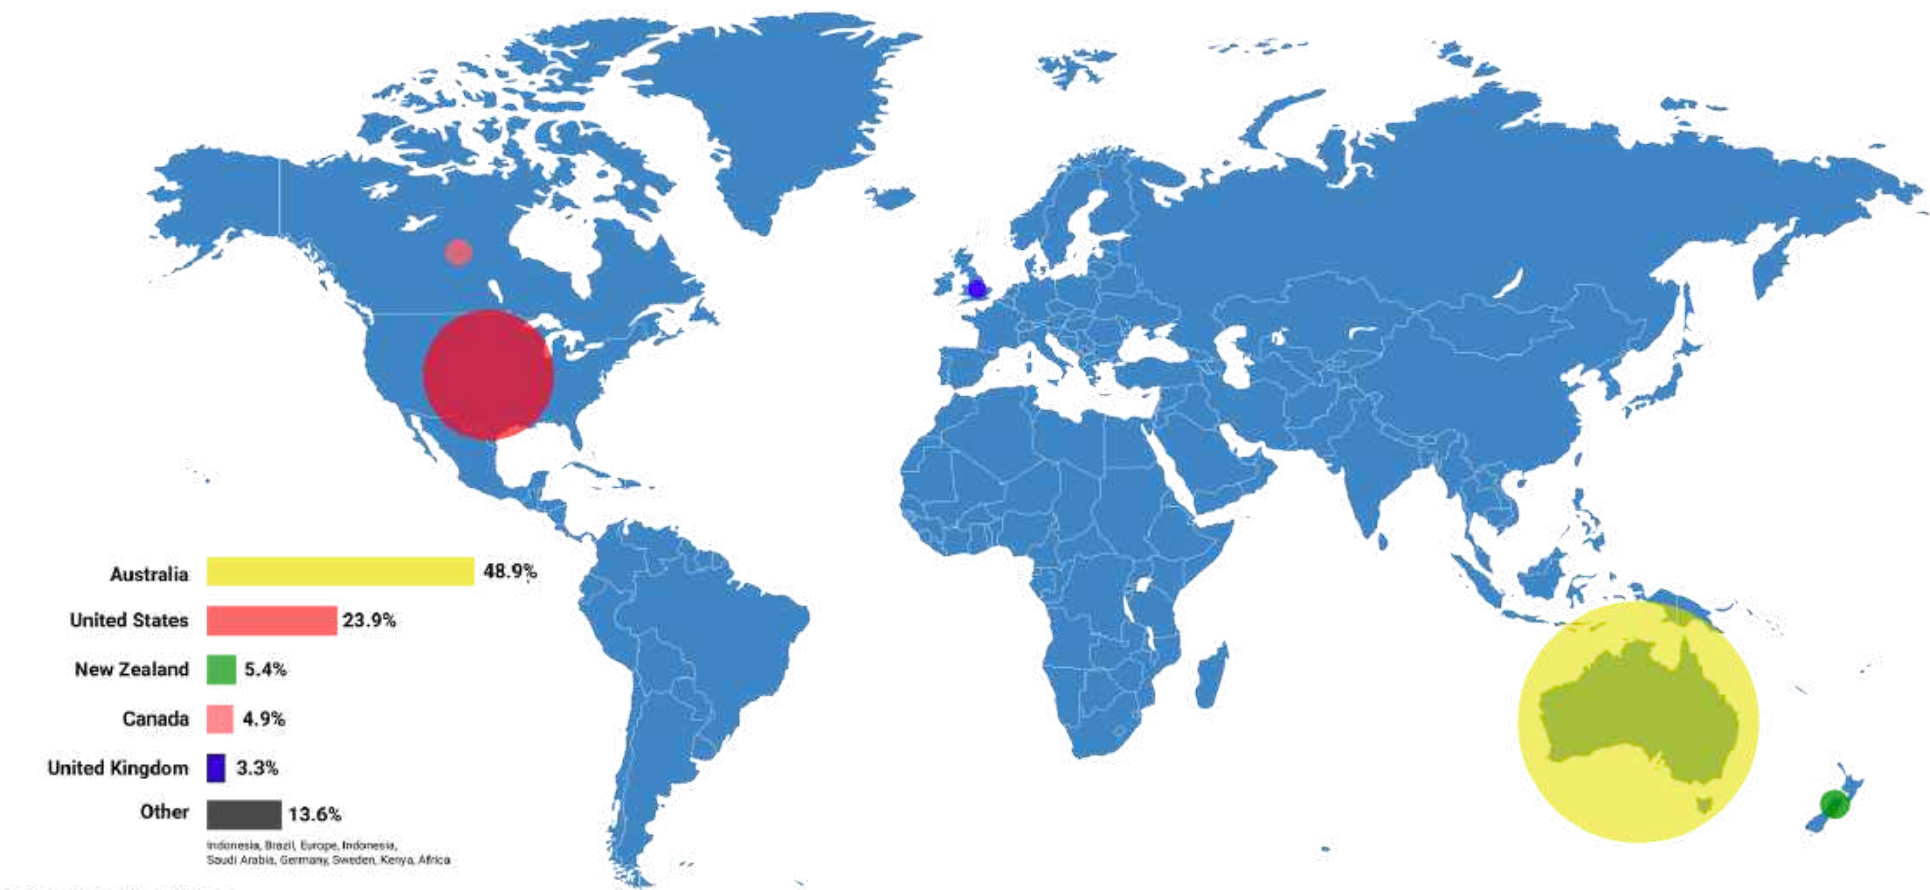 Australia 48.9%
United States 23.9%
New Zealand 5.4%
Canada 4.9%
United Kingdom 3.3%
Other 13.6%
Indonesia, Brazil, Europe, Indonesia,
Saudi Arabia, Germany, Sweden, Kenya, Africa